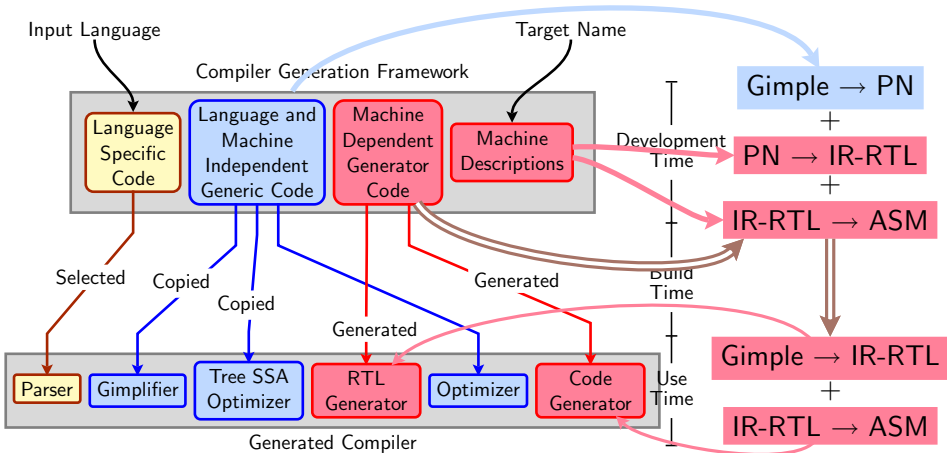 Input Language
Target Name
Compiler Generation Framework
Language
Specific
Code
Language and
Machine
Independent
Generic Code
Machine
Dependent
Generator
Code
Machine
Descriptions
Development
Time
Gimple → PN
+
PN → IR-RTL
+
IR-RTL → ASM
Selected
Copied
Copied
Generated
Generated
Build
Time
Parser
Gimplifier
Tree SSA
Optimizer
RTL
Generator
Optimizer
Code
Generator
Use
Time
Gimple → IR-RTL
+
IR-RTL → ASM
Generated Compiler